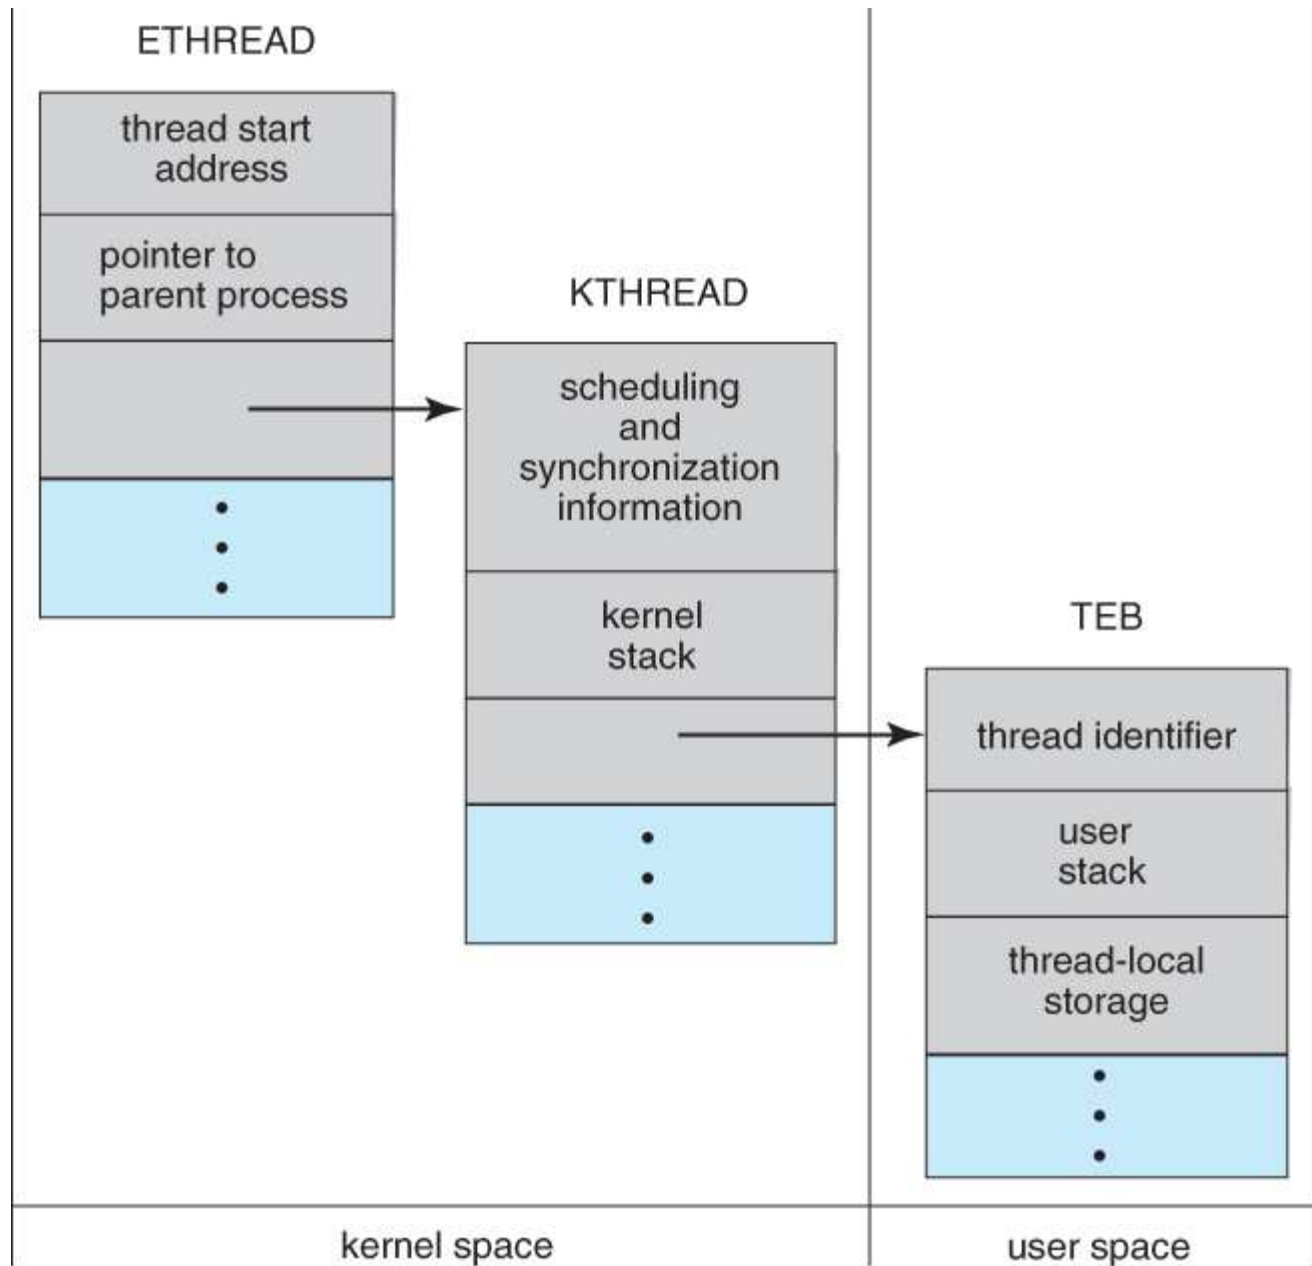 ETHREAD
thread start
address
pointer to
parent process
KTHREAD
scheduling
and
synchronization
information
kernel
stack
TEB
thread identifier
user
stack
thread-local
storage
kernel space
user space